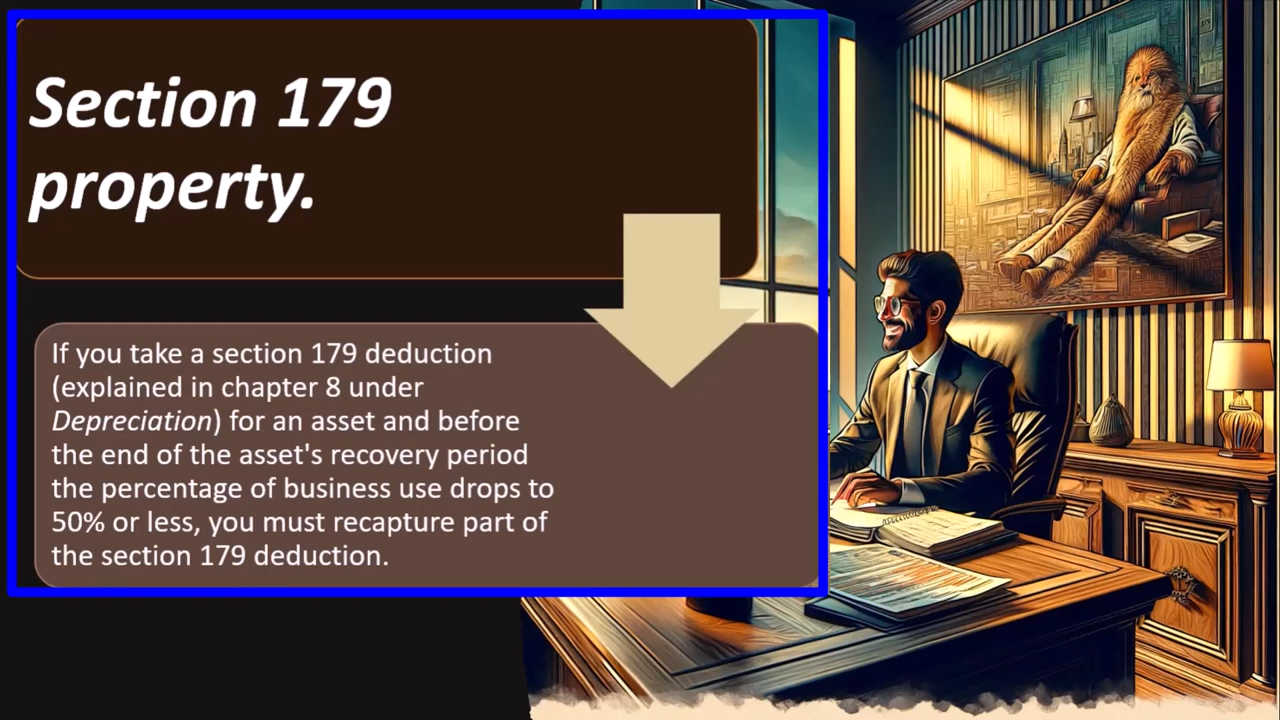 Section 179
property.
If you take a section 179 deduction
(explained in chapter 8 under
Depreciation) for an asset and before
the end of the asset's recovery period
the percentage of business use drops to
50% or less, you must recapture part of
the section 179 deduction.